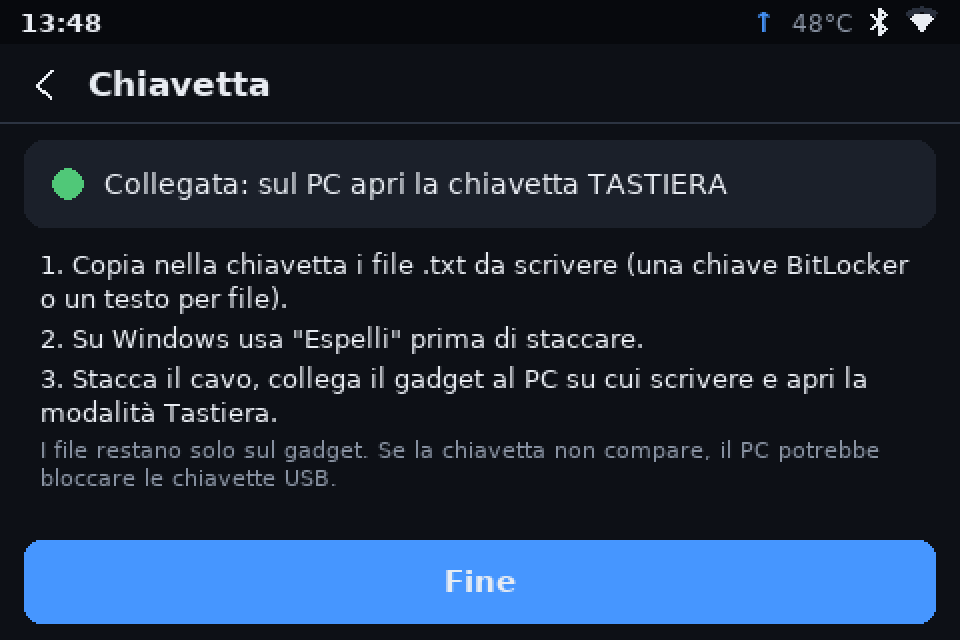 13:48
↑ 48°C
Chiavetta
Collegata: sul PC apri la chiavetta TASTIERA
1. Copia nella chiavetta i file .txt da scrivere (una chiave BitLocker
o un testo per file).
2. Su Windows usa "Espelli" prima di staccare.
3. Stacca il cavo, collega il gadget al PC su cui scrivere e apri la
modalità Tastiera.
I file restano solo sul gadget. Se la chiavetta non compare, il PC potrebbe
bloccare le chiavette USB.
Fine